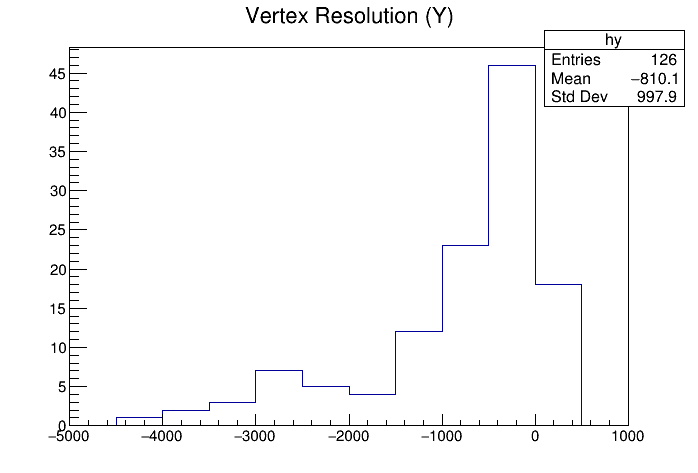 Vertex Resolution (Y)
hy
Entries 126
Mean −810.1
Std Dev 997.9
45
40
35
30
25
20
15
10
5
0
−5000 −4000 −3000 −2000 −1000 0 1000